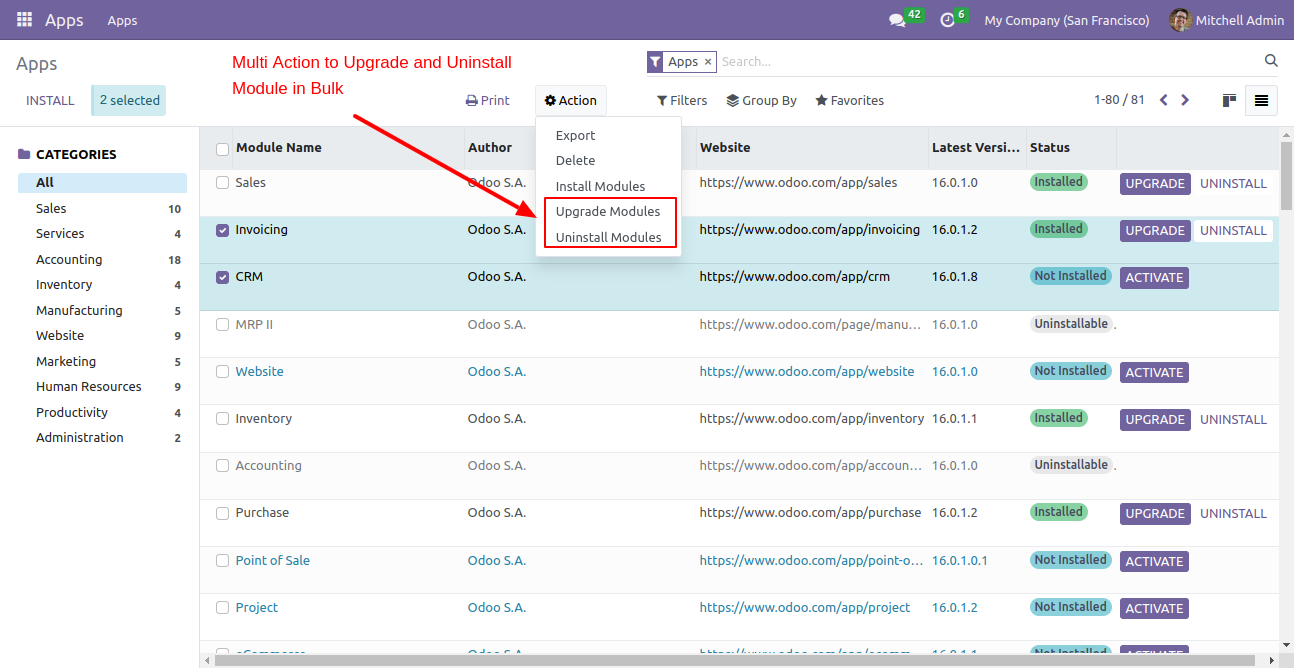 Apps Apps 42 6 My Company (San Francisco) Mitchell Admin
Apps
Multi Action to Upgrade and Uninstall
Module in Bulk
Apps × Search...
INSTALL 2 selected Print Action Filters Group By Favorites 1-80 / 81
Export
Delete
Install Modules
Upgrade Modules
Uninstall Modules
CATEGORIES
All
Sales 10
Services 4
Accounting 18
Inventory 4
Manufacturing 5
Website 9
Marketing 5
Human Resources 9
Productivity 4
Administration 2
Module Name Author Website Latest Versi... Status
Sales Odoo S.A. https://www.odoo.com/app/sales 16.0.1.0 Installed UPGRADE UNINSTALL
Invoicing Odoo S.A. https://www.odoo.com/app/invoicing 16.0.1.2 Installed UPGRADE UNINSTALL
CRM Odoo S.A. https://www.odoo.com/app/crm 16.0.1.8 Not Installed ACTIVATE
MRP II Odoo S.A. https://www.odoo.com/page/manu... 16.0.1.0 Uninstallable .
Website Odoo S.A. https://www.odoo.com/app/website 16.0.1.0 Not Installed ACTIVATE
Inventory Odoo S.A. https://www.odoo.com/app/inventory 16.0.1.1 Installed UPGRADE UNINSTALL
Accounting Odoo S.A. https://www.odoo.com/app/accoun... 16.0.1.0 Uninstallable .
Purchase Odoo S.A. https://www.odoo.com/app/purchase 16.0.1.2 Installed UPGRADE UNINSTALL
Point of Sale Odoo S.A. https://www.odoo.com/app/point-o... 16.0.1.0.1 Not Installed ACTIVATE
Project Odoo S.A. https://www.odoo.com/app/project 16.0.1.2 Not Installed ACTIVATE